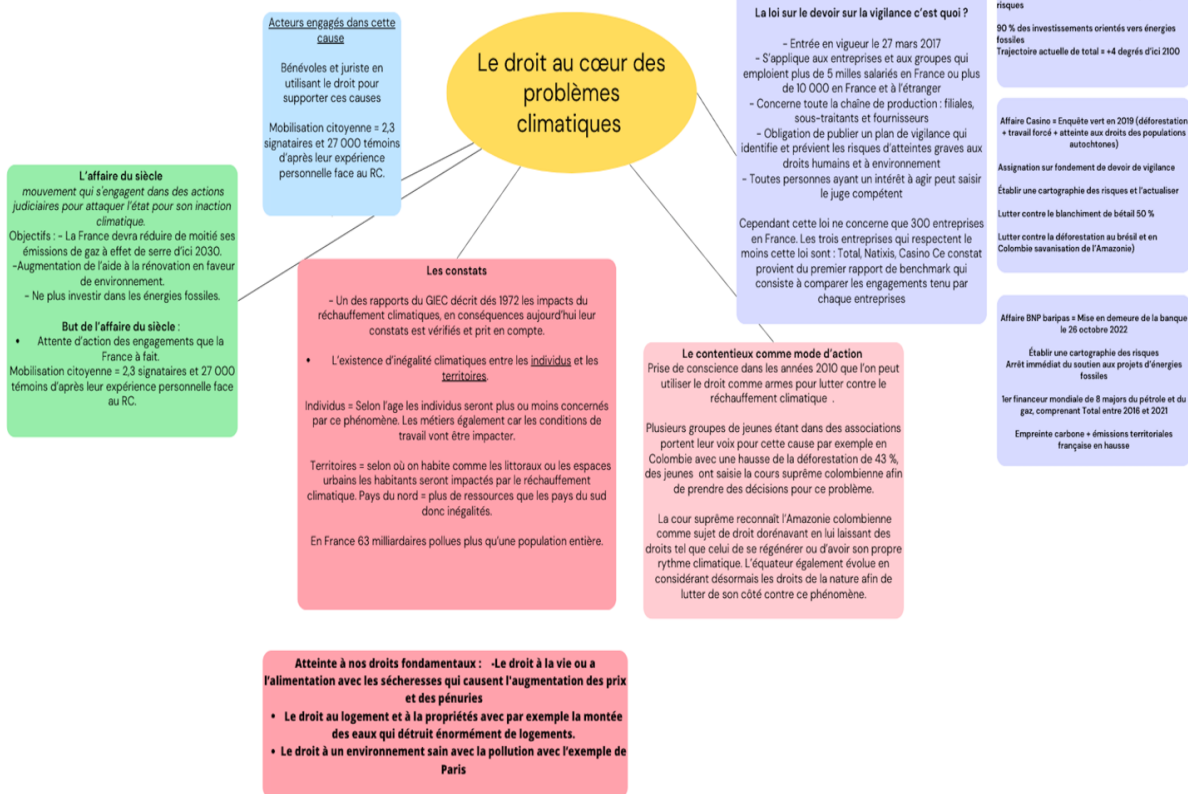 Le droit au cœur des
problèmes
climatiques
Acteurs engagés dans cette
cause
Bénévoles et juriste en
utilisant le droit pour
supporter ces causes
Mobilisation citoyenne = 2,3
signataires et 27 000 témoins
d'après leur expérience
personnelle face au RC.
L'affaire du siècle
mouvement qui s'engagent dans des actions
judiciaires pour attaquer l'état pour son inaction
climatique.
Objectifs : - La France devra réduire de moitié ses
émissions de gaz à effet de serre d'ici 2030.
-Augmentation de l'aide à la rénovation en faveur
de environnement.
- Ne plus investir dans les énergies fossiles.
But de l'affaire du siècle :
• Attente d'action des engagements que la
France à fait.
Mobilisation citoyenne = 2,3 signataires et 27 000
témoins d'après leur expérience personnelle face
au RC.
Les constats
- Un des rapports du GIEC décrit dés 1972 les impacts du
réchauffement climatiques, en conséquences aujourd'hui leur
constats est vérifiés et prit en compte.
• L'existence d'inégalité climatiques entre les individus et les
territoires.
Individus = Selon l'age les individus seront plus ou moins concernés
par ce phénomène. Les métiers également car les conditions de
travail vont être impacter.
Territoires = selon où on habite comme les littoraux ou les espaces
urbains les habitants seront impactés par le réchauffement
climatique. Pays du nord = plus de ressources que les pays du sud
donc inégalités.
En France 63 milliardaires pollues plus qu'une population entière.
Atteinte à nos droits fondamentaux : -Le droit à la vie ou a
l'alimentation avec les sécheresses qui causent l'augmentation des prix
et des pénuries
• Le droit au logement et à la propriétés avec par exemple la montée
des eaux qui détruit énormément de logements.
• Le droit à un environnement sain avec la pollution avec l'exemple de
Paris
La loi sur le devoir sur la vigilance c'est quoi ?
- Entrée en vigueur le 27 mars 2017
- S'applique aux entreprises et aux groupes qui
emploient plus de 5 milles salariés en France ou plus
de 10 000 en France et à l'étranger
- Concerne toute la chaîne de production : filiales,
sous-traitants et fournisseurs
- Obligation de publier un plan de vigilance qui
identifie et prévient les risques d'atteintes graves aux
droits humains et à environnement
- Toutes personnes ayant un intérêt à agir peut saisir
le juge compétent
Cependant cette loi ne concerne que 300 entreprises
en France. Les trois entreprises qui respectent le
moins cette loi sont : Total, Natixis, Casino Ce constat
provient du premier rapport de benchmark qui
consiste à comparer les engagements tenu par
chaque entreprises
Le contentieux comme mode d'action
Prise de conscience dans les années 2010 que l'on peut
utiliser le droit comme armes pour lutter contre le
réchauffement climatique .
Plusieurs groupes de jeunes étant dans des associations
portent leur voix pour cette cause par exemple en
Colombie avec une hausse de la déforestation de 43 %,
des jeunes ont saisie la cours suprême colombienne afin
de prendre des décisions pour ce problème.
La cour suprême reconnaît l'Amazonie colombienne
comme sujet de droit dorénavant en lui laissant des
droits tel que celui de se régénérer ou d'avoir son propre
rythme climatique. L'équateur également évolue en
considérant désormais les droits de la nature afin de
lutter de son côté contre ce phénomène.
risques
90 % des investissements orientés vers énergies
fossiles
Trajectoire actuelle de total = +4 degrés d'ici 2100
Affaire Casino = Enquête vert en 2019 (déforestation
+ travail forcé + atteinte aux droits des populations
autochtones)
Assignation sur fondement de devoir de vigilance
Établir une cartographie des risques et l'actualiser
Lutter contre le blanchiment de bétail 50 %
Lutter contre la déforestation au brésil et en
Colombie savanisation de l'Amazonie)
Affaire BNP baripas = Mise en demeure de la banque
le 26 octobre 2022
Établir une cartographie des risques
Arrêt immédiat du soutien aux projets d'énergies
fossiles
1er financeur mondiale de 8 majors du pétrole et du
gaz, comprenant Total entre 2016 et 2021
Empreinte carbone + émissions territoriales
française en hausse